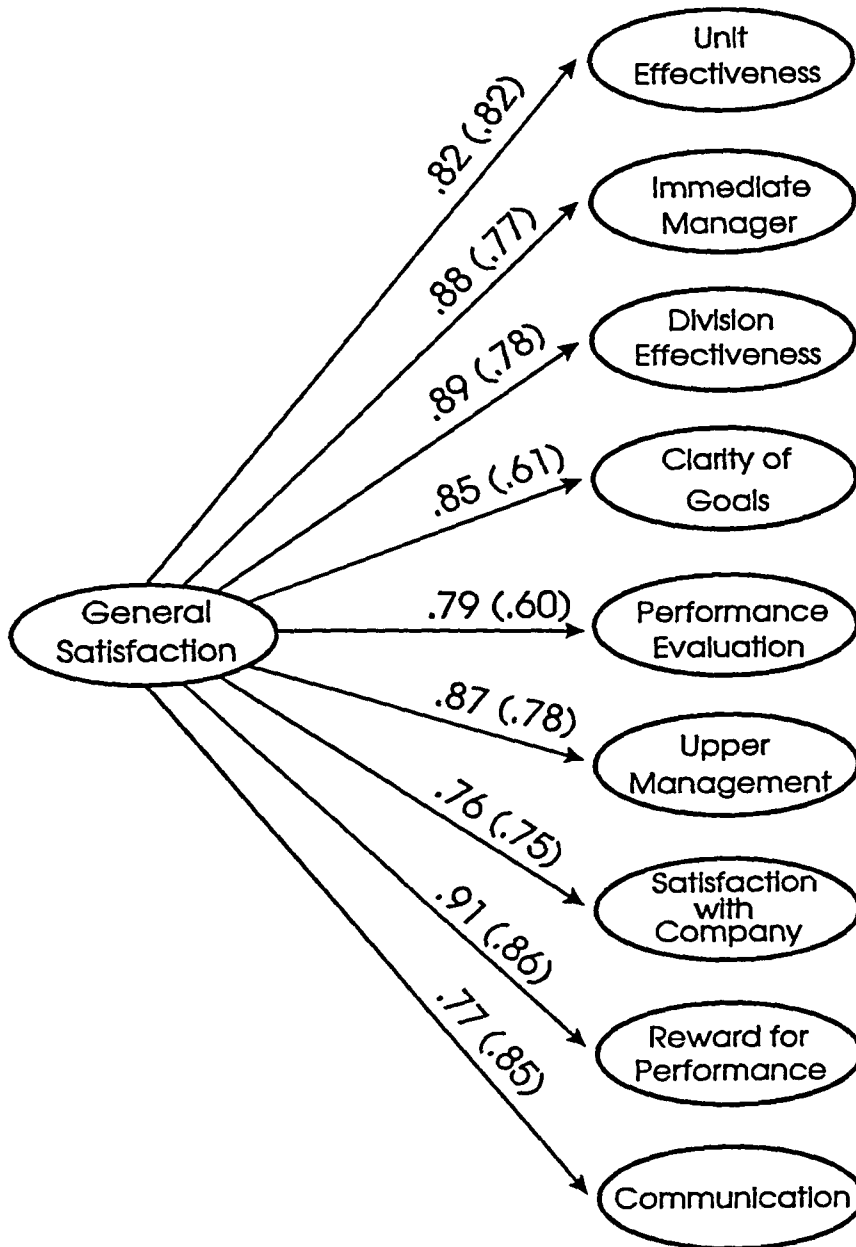 Unit
Effectiveness
.82 (.82)
Immediate
Manager
.88 (.77)
Division
Effectiveness
.89 (.78)
Clarity of
Goals
.85 (.61)
General
Satisfaction
.79 (.60)
Performance
Evaluation
.87 (.78)
Upper
Management
.76 (.75)
Satisfaction
with
Company
.91 (.86)
Reward for
Performance
.77 (.85)
Communication